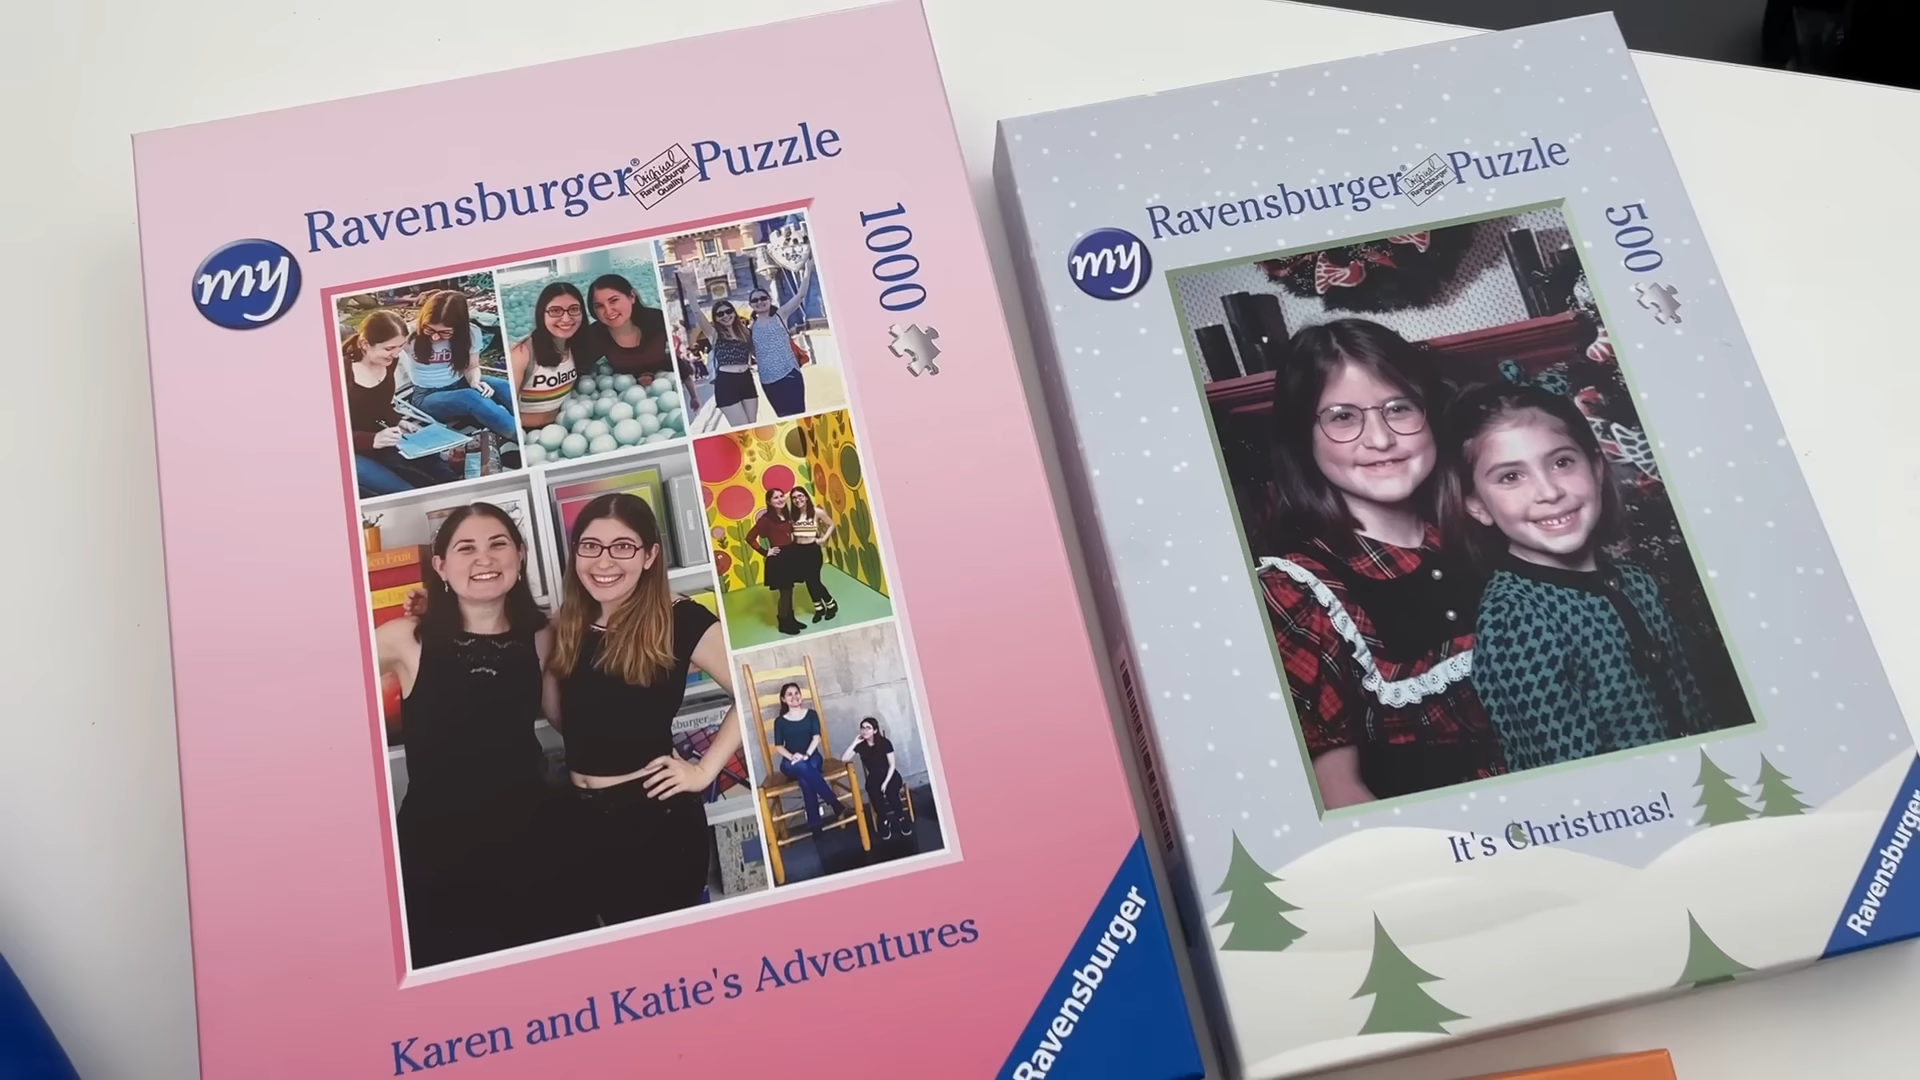 Ravensburger® Puzzle
Original
Ravensburger
Quality
my
1000
Polaro
Karen and Katie's Adventures
Ravensburger
Ravensburger® Puzzle
Original
Ravensburger
Quality
my
500
It's Christmas!
Ravensburger